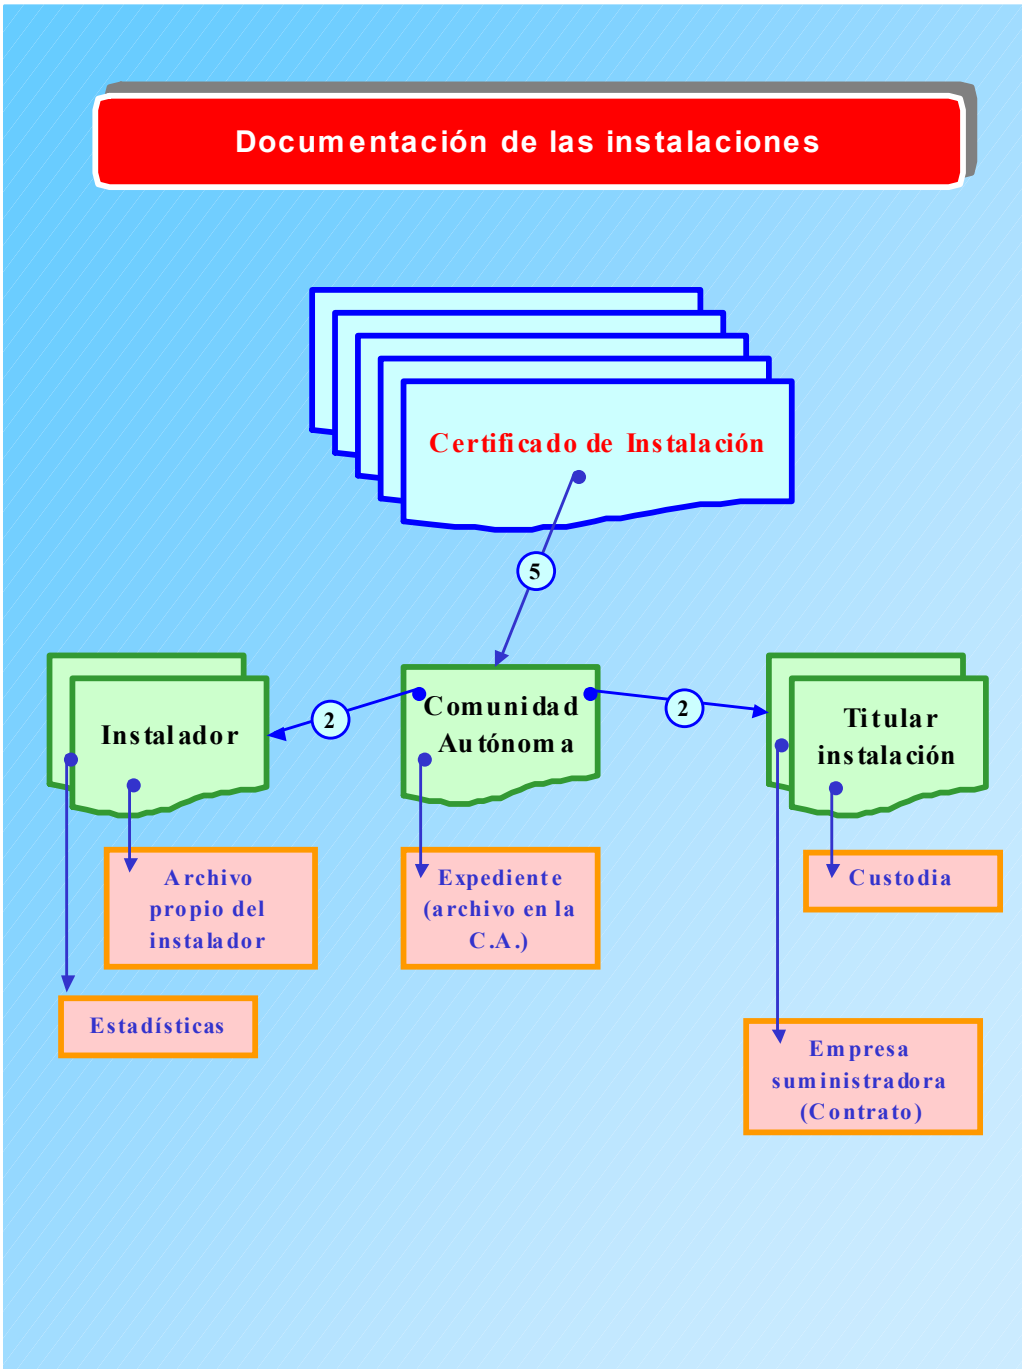 Documentación de las instalaciones
Certificado de Instalación
5
2
2
Instalador
Comunidad
Autónoma
Titular
instalación
Archivo
propio del
instalador
Expediente
(archivo en la
C.A.)
Custodia
Estadísticas
Empresa
suministradora
(Contrato)